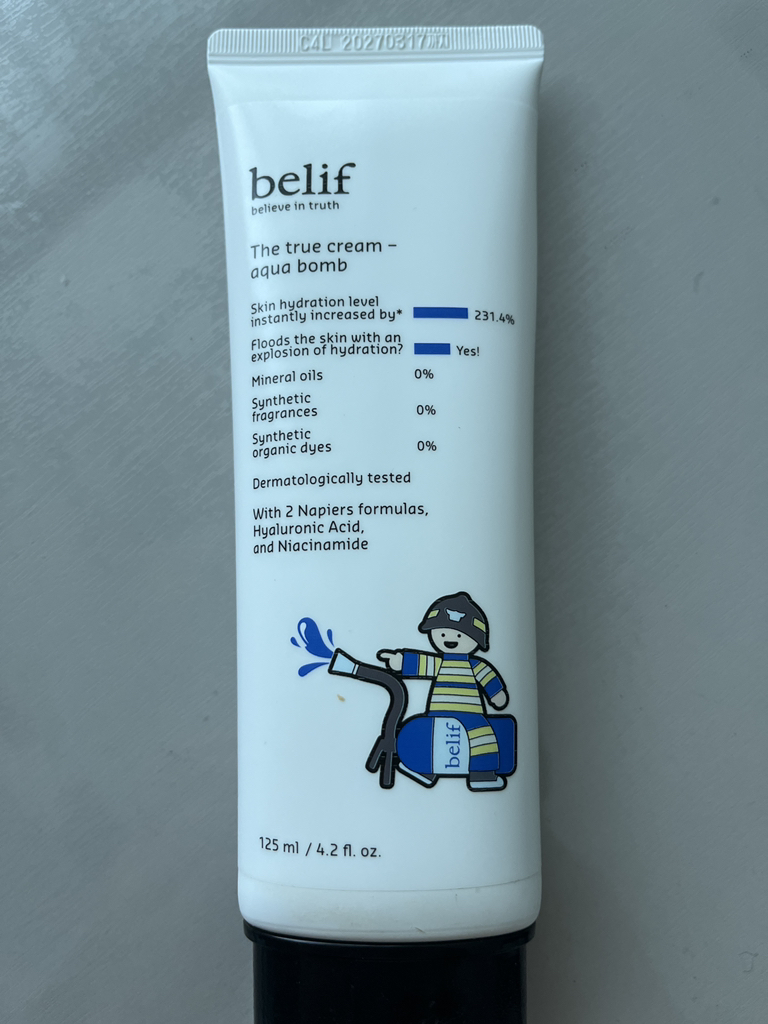 C4L 20270317
belif
believe in truth
The true cream –
aqua bomb
Skin hydration level
instantly increased by* 231.4%
Floods the skin with an
explosion of hydration? Yes!
Mineral oils 0%
Synthetic
fragrances 0%
Synthetic
organic dyes 0%
Dermatologically tested
With 2 Napiers formulas,
Hyaluronic Acid,
and Niacinamide
belif
125 ml / 4.2 fl. oz.